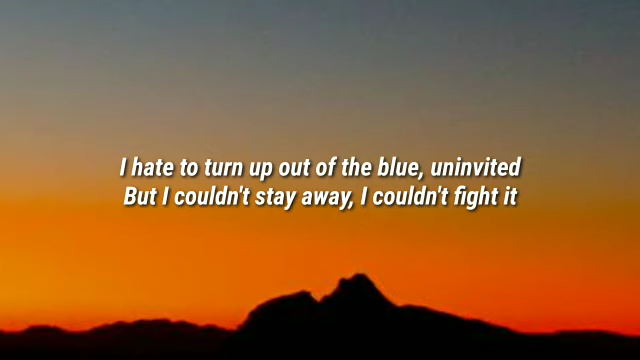 I hate to turn up out of the blue, uninvited
But I couldn't stay away, I couldn't fight it